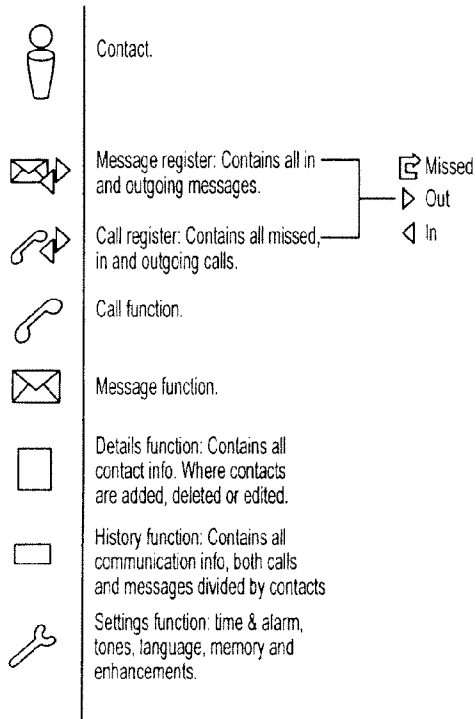 Contact.
Message register: Contains all in
and outgoing messages.
Missed
Out
In
Call register: Contains all missed,
in and outgoing calls.
Call function.
Message function.
Details function: Contains all
contact info. Where contacts
are added, deleted or edited.
History function: Contains all
communication info, both calls
and messages divided by contacts
Settings function: time & alarm,
tones, language, memory and
enhancements.